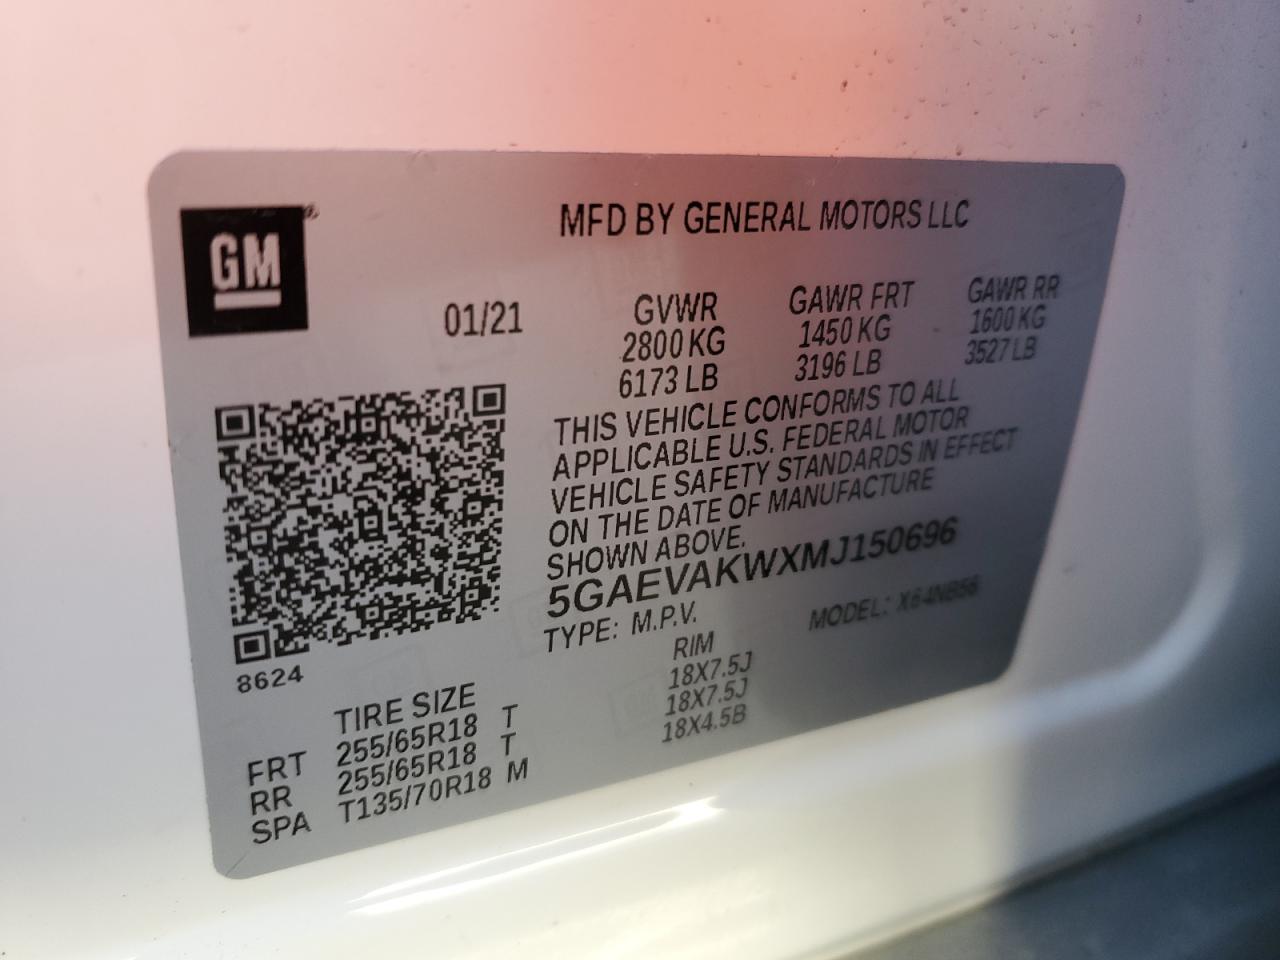 GM
MFD BY GENERAL MOTORS LLC
01/21
GVWR GAWR FRT GAWR RR
2800 KG 1450 KG 1600 KG
6173 LB 3196 LB 3527 LB
THIS VEHICLE CONFORMS TO ALL
APPLICABLE U.S. FEDERAL MOTOR
VEHICLE SAFETY STANDARDS IN EFFECT
ON THE DATE OF MANUFACTURE
SHOWN ABOVE.
5GAEVAKWXMJ150696
TYPE: M.P.V. MODEL: X64NB56
8624
TIRE SIZE RIM
FRT 255/65R18 T 18X7.5J
RR 255/65R18 T 18X7.5J
SPA T135/70R18 M 18X4.5B